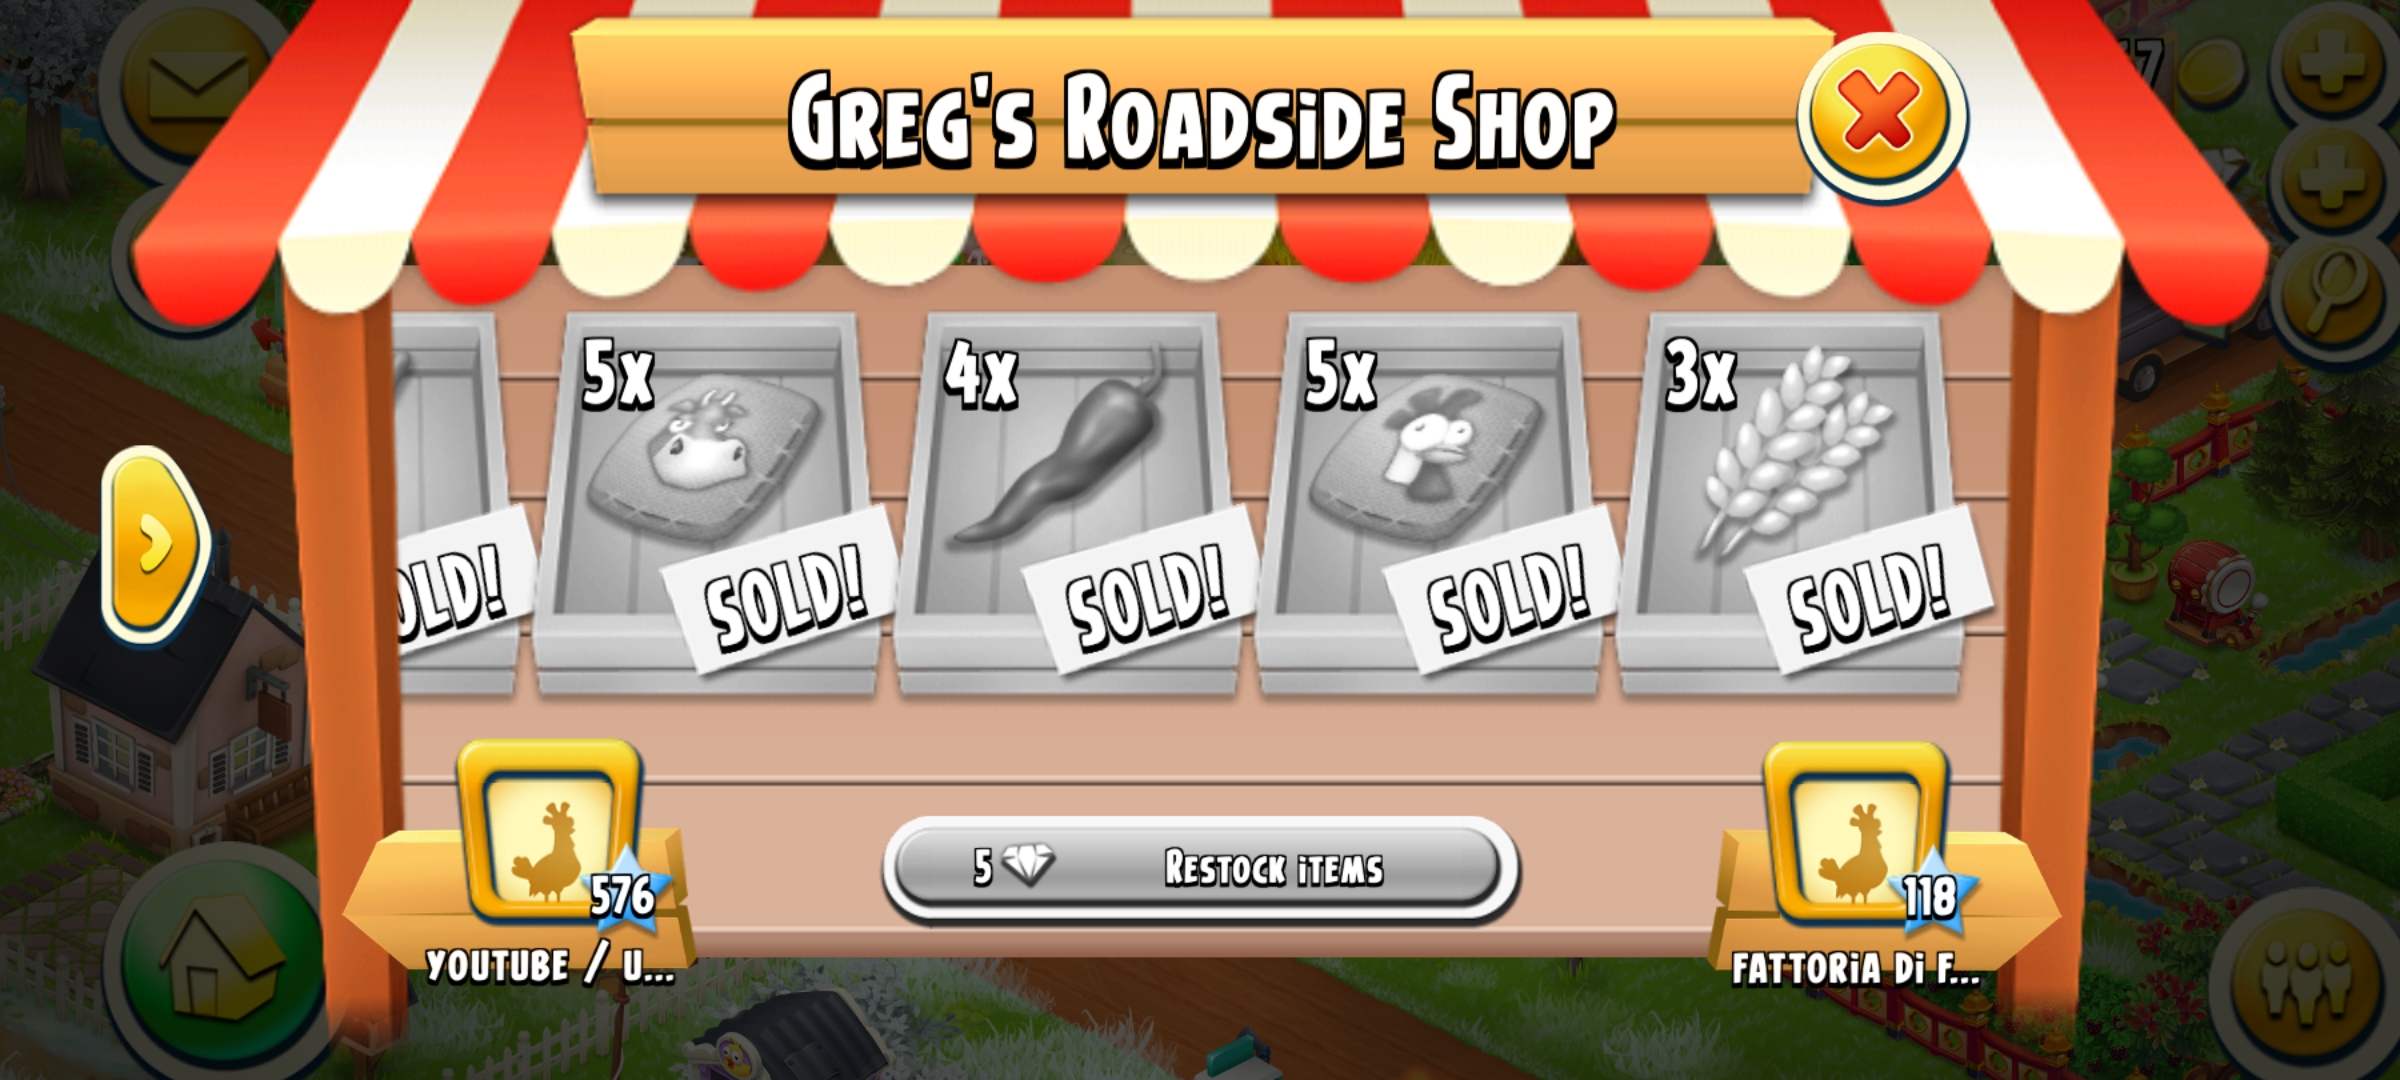 GREG'S ROADSIDE SHOP
5x
4x
5x
3x
OLD!
SOLD!
SOLD!
SOLD!
SOLD!
5
RESTOCK ITEMS
576
118
YOUTUBE / U...
FATTORIA DI F...